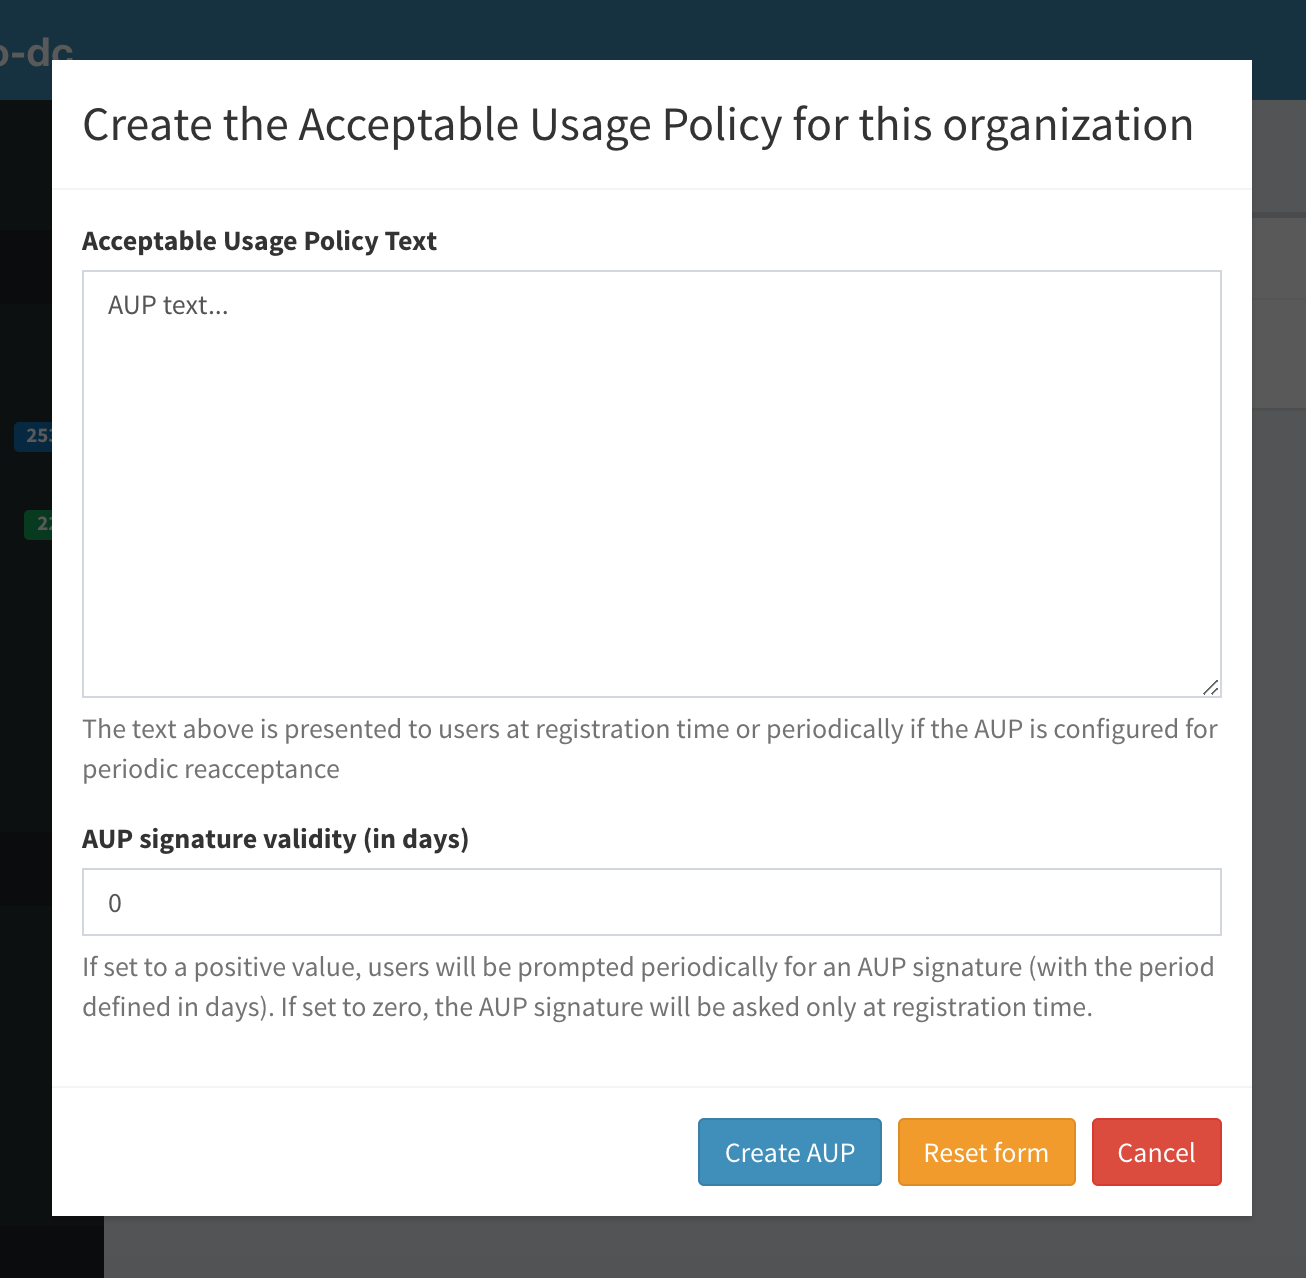 Create the Acceptable Usage Policy for this organization
Acceptable Usage Policy Text
AUP text...
The text above is presented to users at registration time or periodically if the AUP is configured for
periodic reacceptance
AUP signature validity (in days)
0
If set to a positive value, users will be prompted periodically for an AUP signature (with the period
defined in days). If set to zero, the AUP signature will be asked only at registration time.
Create AUP
Reset form
Cancel